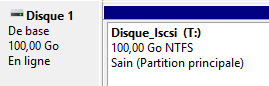 Disque 1
De base
100,00 Go
En ligne
Disque_Iscsi (T:)
100,00 Go NTFS
Sain (Partition principale)